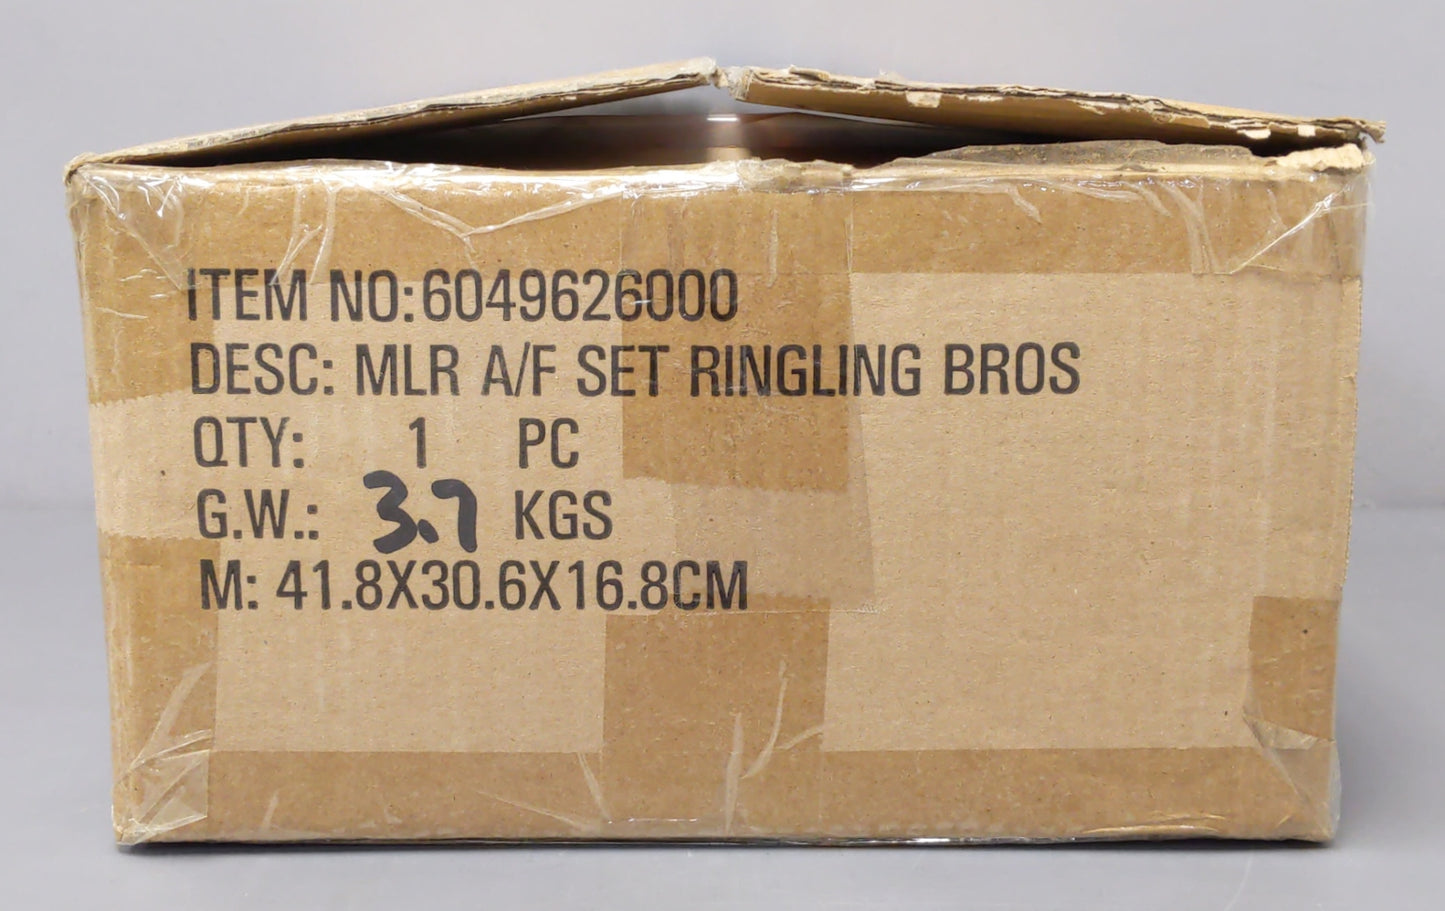 ITEM NO:6049626000
DESC: MLR A/F SET RINGLING BROS
QTY: 1 PC
G.W.: 3.7 KGS
M: 41.8X30.6X16.8CM